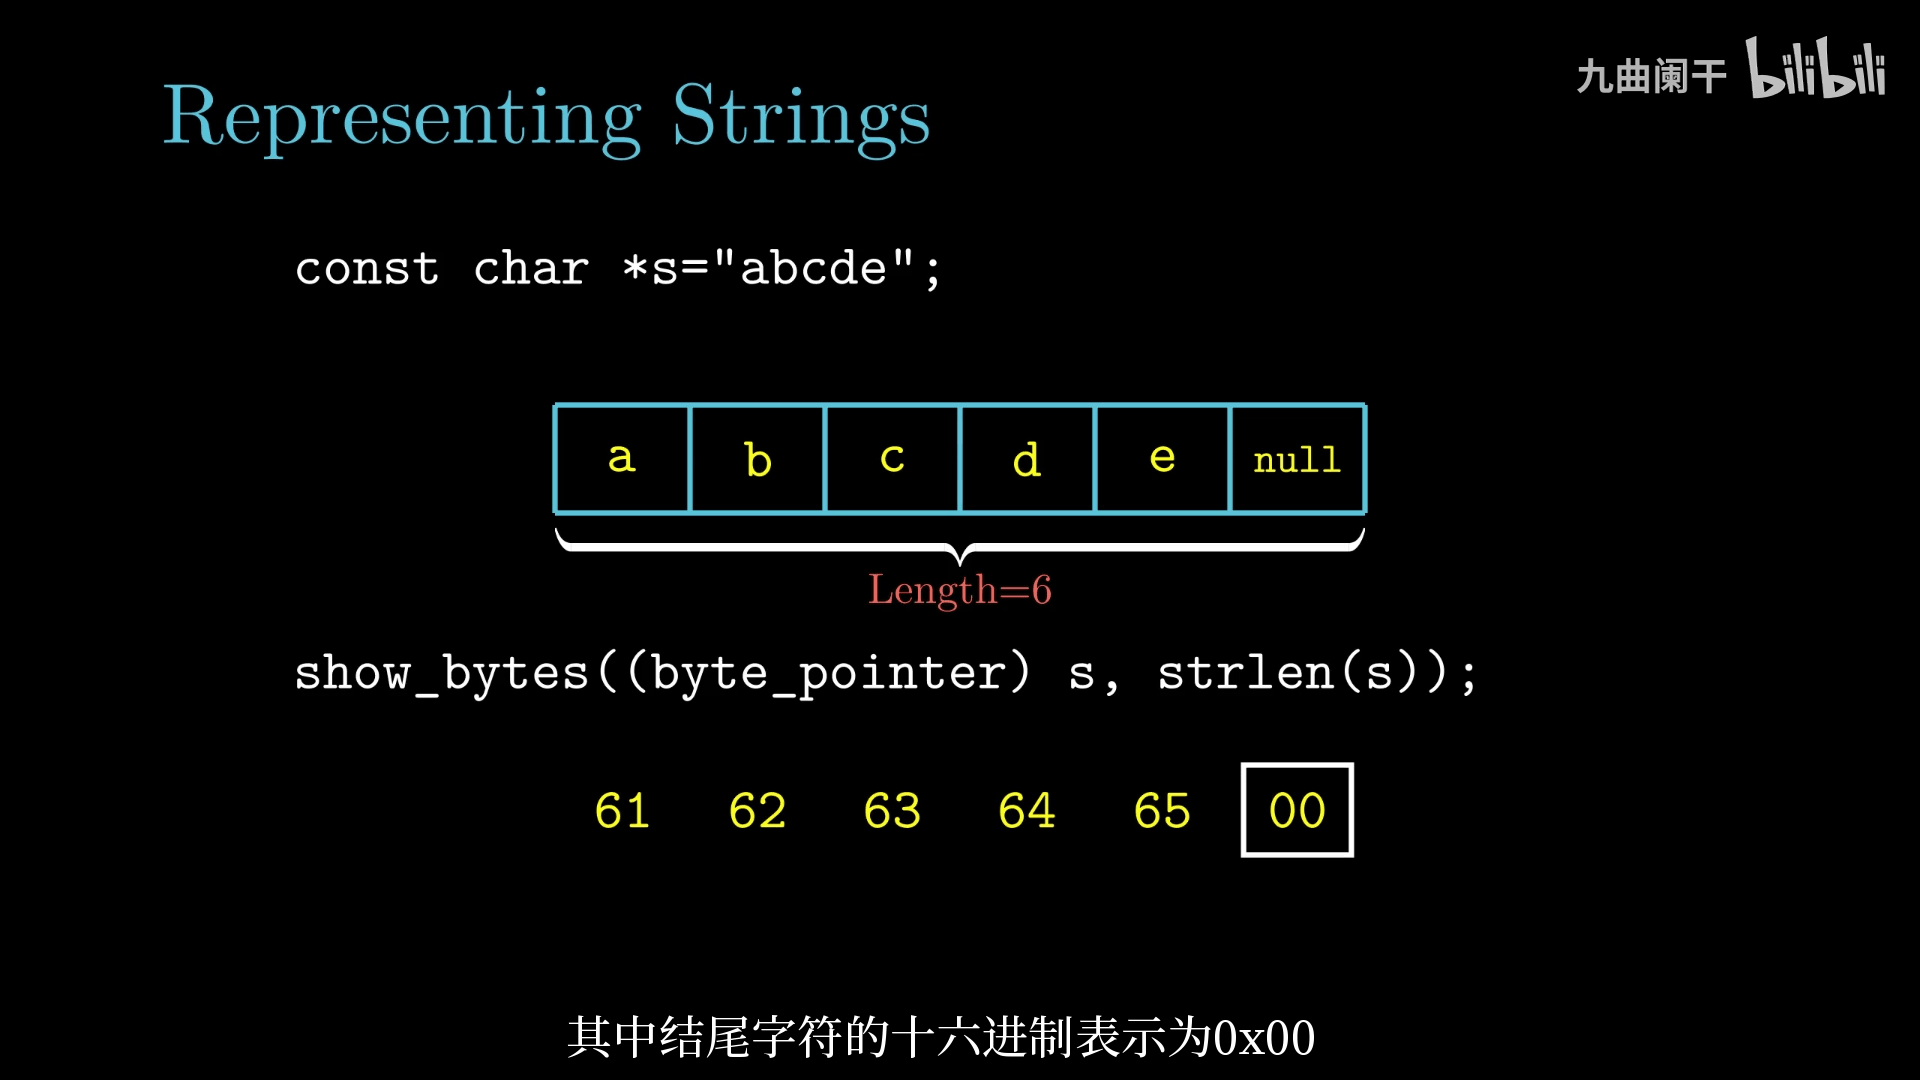 九曲阑干 bilibili
Representing Strings
const char *s="abcde";
a b c d e null
Length=6
show_bytes((byte_pointer) s, strlen(s));
61 62 63 64 65 00
其中结尾字符的十六进制表示为0x00